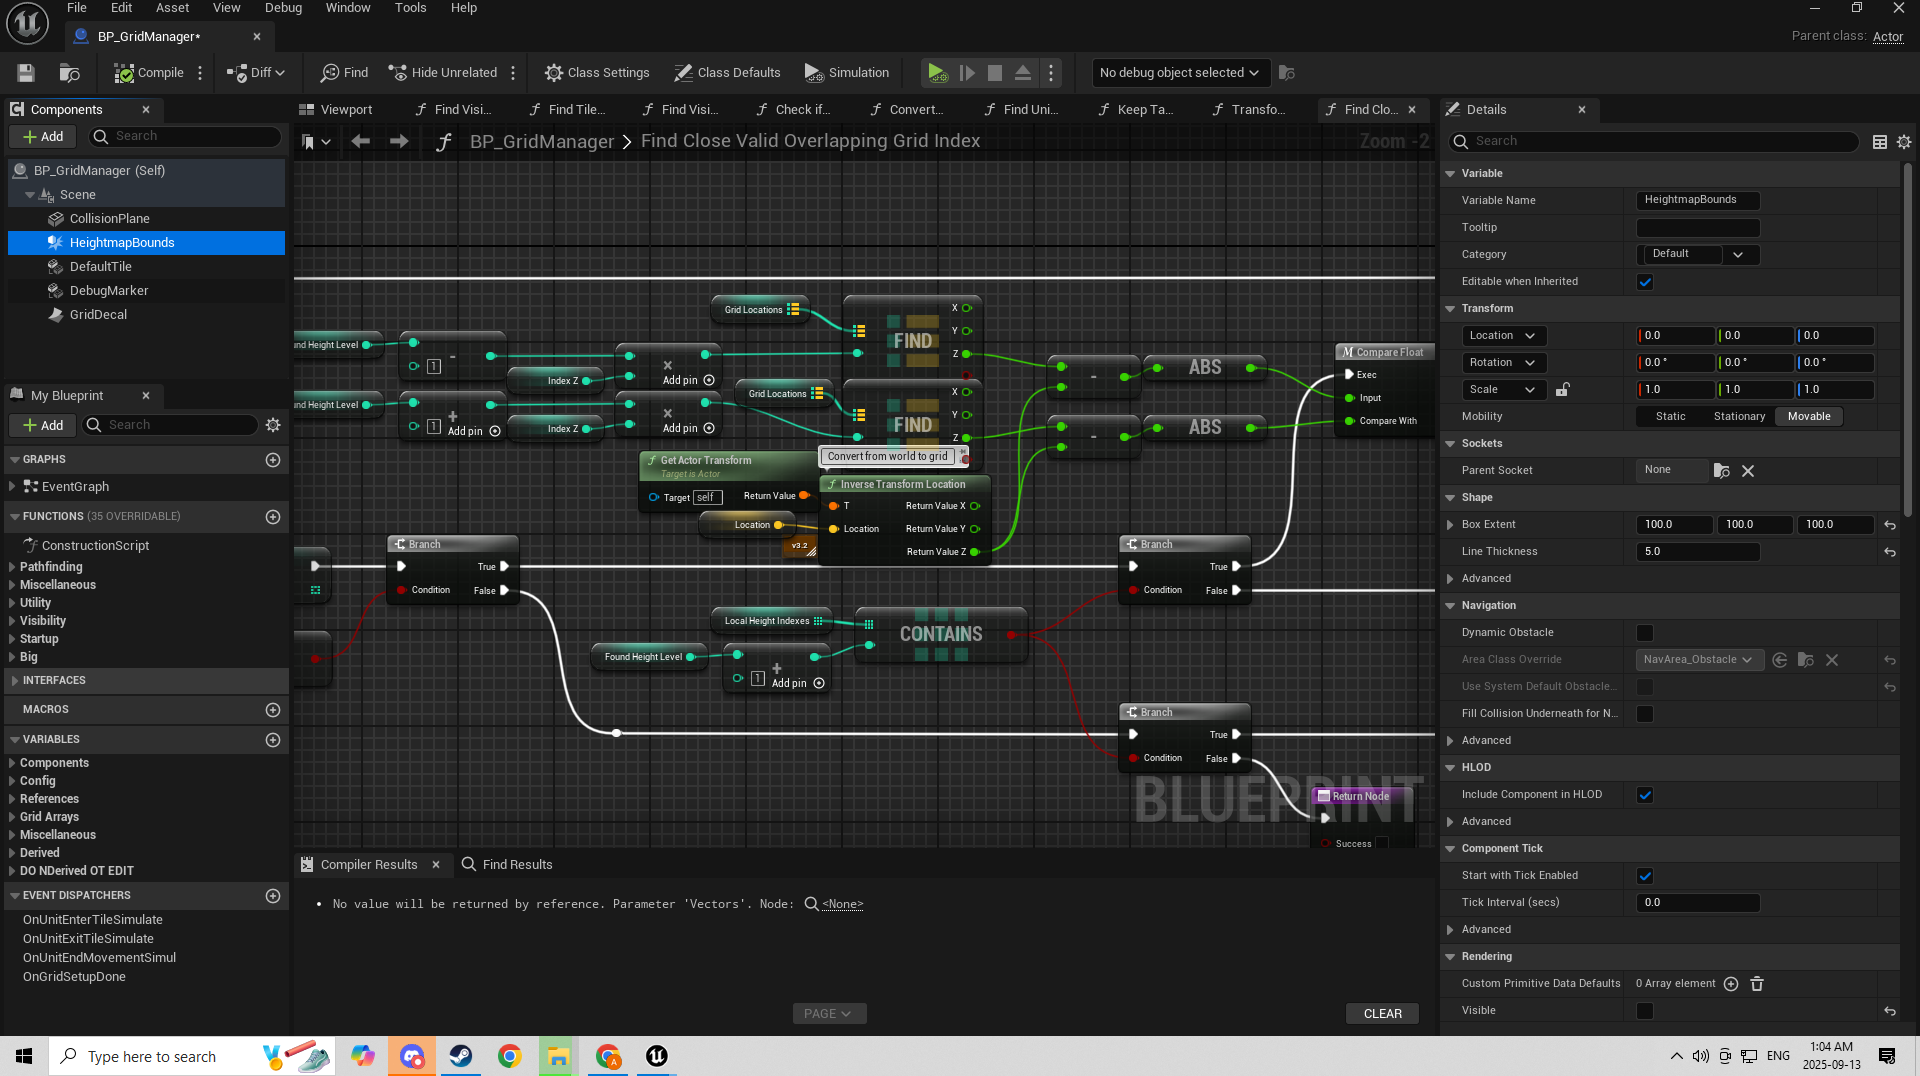 File Edit Asset View Debug Window Tools Help
BP_GridManager*
Parent class: Actor
Compile
Diff
Find
Hide Unrelated
Class Settings
Class Defaults
Simulation
No debug object selected
Components
Add
Search
BP_GridManager (Self)
Scene
CollisionPlane
HeightmapBounds
DefaultTile
DebugMarker
GridDecal
My Blueprint
Add
Search
GRAPHS
EventGraph
FUNCTIONS (35 OVERRIDABLE)
ConstructionScript
Pathfinding
Miscellaneous
Utility
Visibility
Startup
Big
INTERFACES
MACROS
VARIABLES
Components
Config
References
Grid Arrays
Miscellaneous
Derived
DO NDerived OT EDIT
EVENT DISPATCHERS
OnUnitEnterTileSimulate
OnUnitExitTileSimulate
OnUnitEndMovementSimul
OnGridSetupDone
Viewport
Find Visi...
Find Tile...
Find Visi...
Check if...
Convert...
Find Uni...
Keep Ta...
Transfo...
Find Clo...
BP_GridManager > Find Close Valid Overlapping Grid Index
Zoom -2
Grid Locations
FIND
X
Y
Z
und Height Level
1
-
Index Z
×
Add pin
Grid Locations
FIND
X
Y
Z
und Height Level
1
+
Add pin
Index Z
×
Add pin
-
ABS
-
ABS
Compare Float
Exec
Input
Compare With
Convert from world to grid
Get Actor Transform
Target is Actor
Target self
Return Value
Location
v3.2
Inverse Transform Location
T
Location
Return Value X
Return Value Y
Return Value Z
Branch
Condition
True
False
Branch
Condition
True
False
Local Height Indexes
CONTAINS
Found Height Level
1
+
Add pin
Branch
Condition
True
False
Return Node
Success
BLUEPRINT
Compiler Results
Find Results
• No value will be returned by reference. Parameter 'Vectors'. Node: <None>
PAGE
CLEAR
Details
Search
Variable
Variable Name HeightmapBounds
Tooltip
Category Default
Editable when Inherited
Transform
Location 0.0 0.0 0.0
Rotation 0.0 ° 0.0 ° 0.0 °
Scale 1.0 1.0 1.0
Mobility Static Stationary Movable
Sockets
Parent Socket None
Shape
Box Extent 100.0 100.0 100.0
Line Thickness 5.0
Advanced
Navigation
Dynamic Obstacle
Area Class Override NavArea_Obstacle
Use System Default Obstacle...
Fill Collision Underneath for N...
Advanced
HLOD
Include Component in HLOD
Advanced
Component Tick
Start with Tick Enabled
Tick Interval (secs) 0.0
Advanced
Rendering
Custom Primitive Data Defaults 0 Array element
Visible
Type here to search
ENG
1:04 AM
2025-09-13